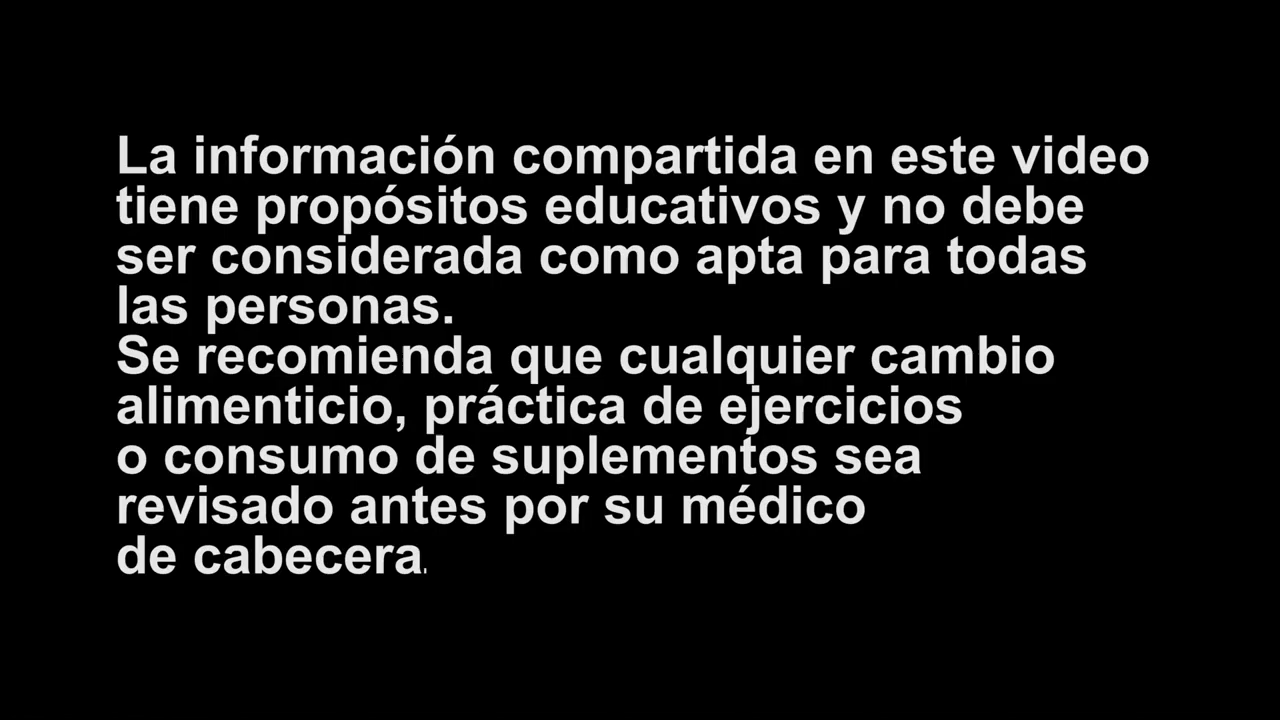 La información compartida en este video
tiene propósitos educativos y no debe
ser considerada como apta para todas
las personas.
Se recomienda que cualquier cambio
alimenticio, práctica de ejercicios
o consumo de suplementos sea
revisado antes por su médico
de cabecera.